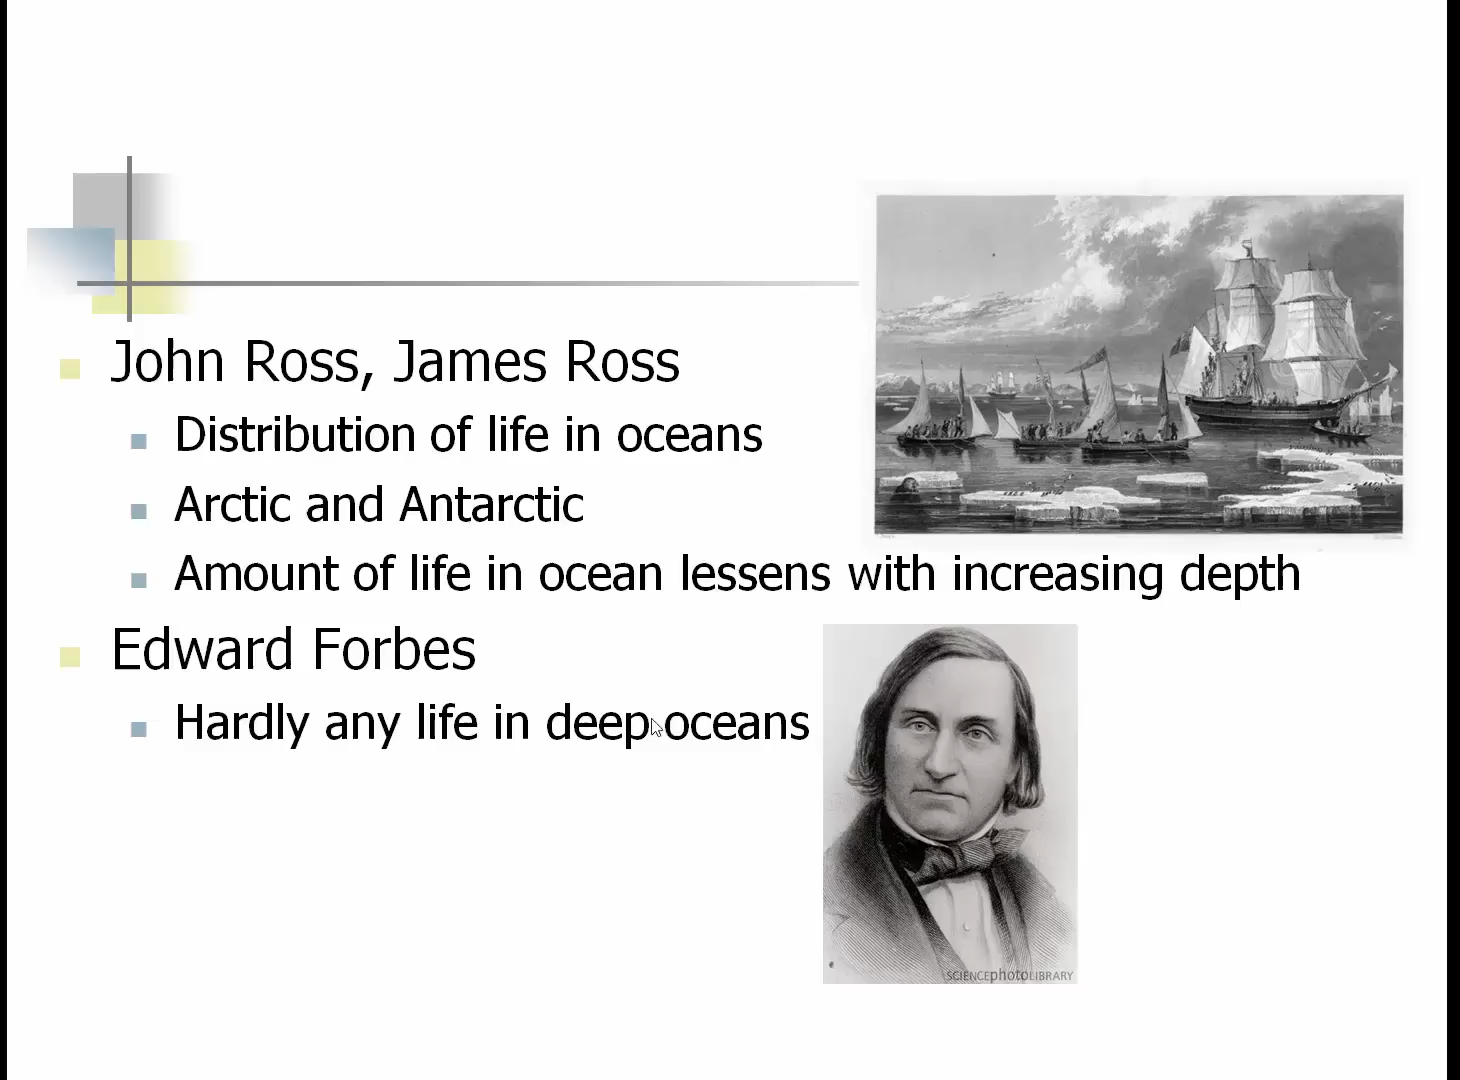 John Ross, James Ross
Distribution of life in oceans
Arctic and Antarctic
Amount of life in ocean lessens with increasing depth
Edward Forbes
Hardly any life in deep oceans
SCIENCEphotoLIBRARY